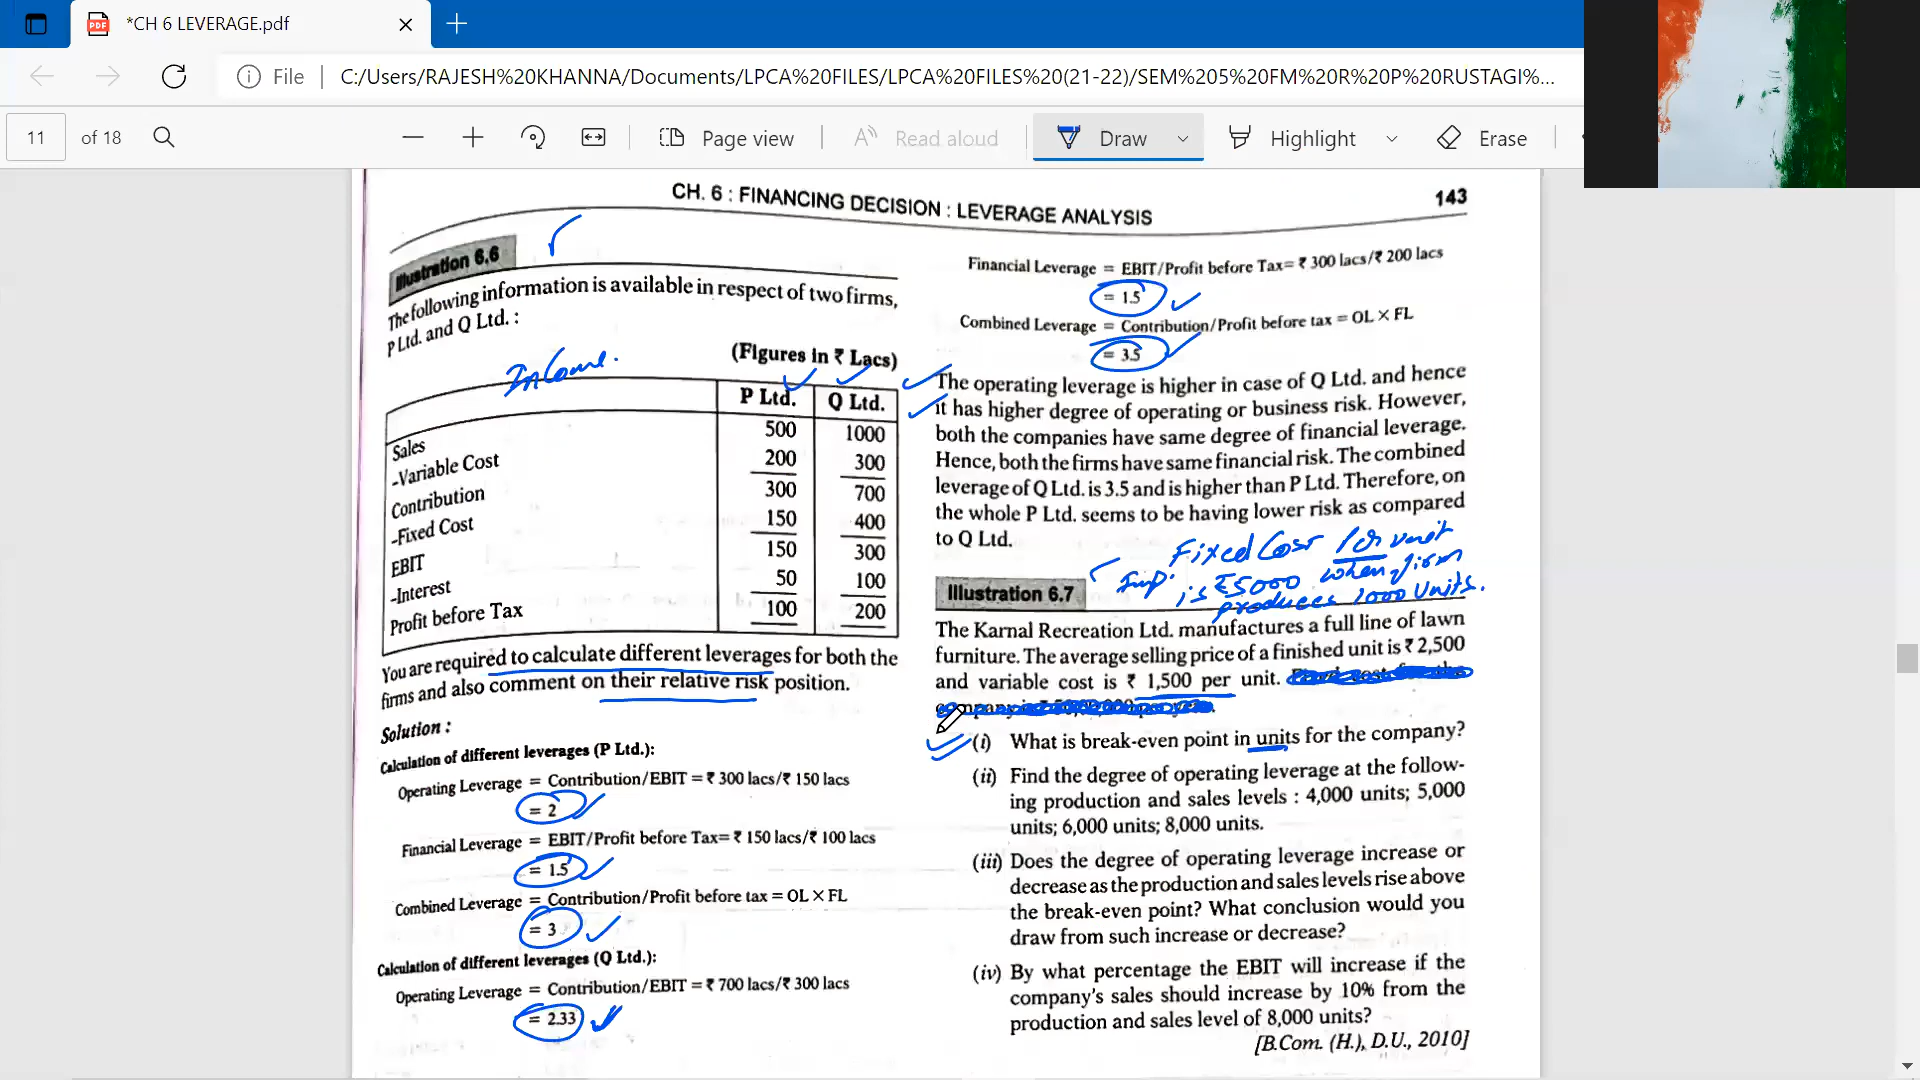 *CH 6 LEVERAGE.pdf
File
C:/Users/RAJESH%20KHANNA/Documents/LPCA%20FILES/LPCA%20FILES%20(21-22)/SEM%205%20FM%20R%20P%20RUSTAGI%...
11 of 18
Page view
Read aloud
Draw
Highlight
Erase
CH. 6 : FINANCING DECISION : LEVERAGE ANALYSIS 143
Illustration 6.6
The following information is available in respect of two firms,
P Ltd. and Q Ltd. :
Income.
(Figures in ₹ Lacs)
P Ltd. Q Ltd.
Sales 500 1000
-Variable Cost 200 300
Contribution 300 700
-Fixed Cost 150 400
EBIT 150 300
-Interest 50 100
Profit before Tax 100 200
You are required to calculate different leverages for both the
firms and also comment on their relative risk position.
Solution :
Calculation of different leverages (P Ltd.):
Operating Leverage = Contribution/EBIT = ₹ 300 lacs/₹ 150 lacs
= 2
Financial Leverage = EBIT/Profit before Tax= ₹ 150 lacs/₹ 100 lacs
= 1.5
Combined Leverage = Contribution/Profit before tax = OL × FL
= 3
Calculation of different leverages (Q Ltd.):
Operating Leverage = Contribution/EBIT = ₹ 700 lacs/₹ 300 lacs
= 2.33
Financial Leverage = EBIT/Profit before Tax= ₹ 300 lacs/₹ 200 lacs
= 1.5
Combined Leverage = Contribution/Profit before tax = OL × FL
= 3.5
The operating leverage is higher in case of Q Ltd. and hence
it has higher degree of operating or business risk. However,
both the companies have same degree of financial leverage.
Hence, both the firms have same financial risk. The combined
leverage of Q Ltd. is 3.5 and is higher than P Ltd. Therefore, on
the whole P Ltd. seems to be having lower risk as compared
to Q Ltd.
Fixed Cost Per unit
Imp. is ₹5000 when firm
produces 1000 Units.
Illustration 6.7
The Karnal Recreation Ltd. manufactures a full line of lawn
furniture. The average selling price of a finished unit is ₹ 2,500
and variable cost is ₹ 1,500 per unit.
(i) What is break-even point in units for the company?
(ii) Find the degree of operating leverage at the follow-
ing production and sales levels : 4,000 units; 5,000
units; 6,000 units; 8,000 units.
(iii) Does the degree of operating leverage increase or
decrease as the production and sales levels rise above
the break-even point? What conclusion would you
draw from such increase or decrease?
(iv) By what percentage the EBIT will increase if the
company's sales should increase by 10% from the
production and sales level of 8,000 units?
[B.Com. (H.), D.U., 2010]